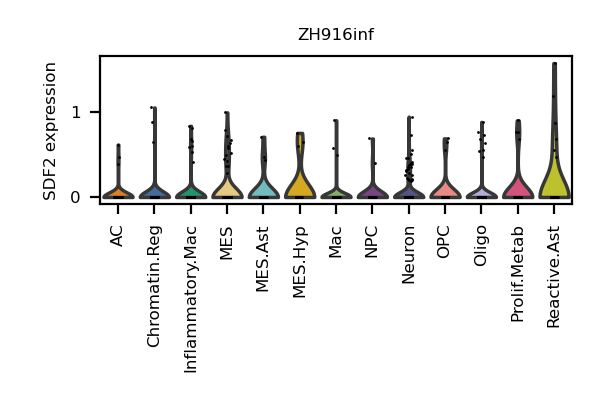 ZH916inf
SDF2 expression
1
0
AC
Chromatin.Reg
Inflammatory.Mac
MES
MES.Ast
MES.Hyp
Mac
NPC
Neuron
OPC
Oligo
Prolif.Metab
Reactive.Ast